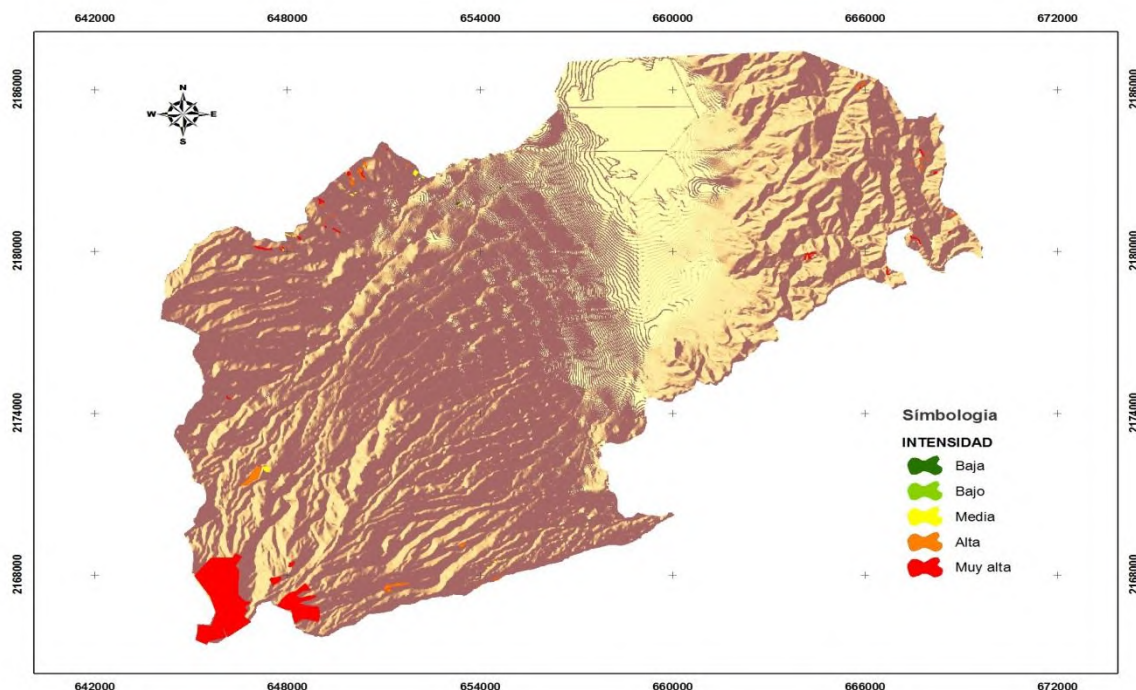 642000 648000 654000 660000 666000 672000
2186000 2186000
N
W E
S
2180000 2180000
2174000 2174000
Símbologia
INTENSIDAD
Baja
Bajo
Media
Alta
Muy alta
2168000 2168000
642000 648000 654000 660000 666000 672000